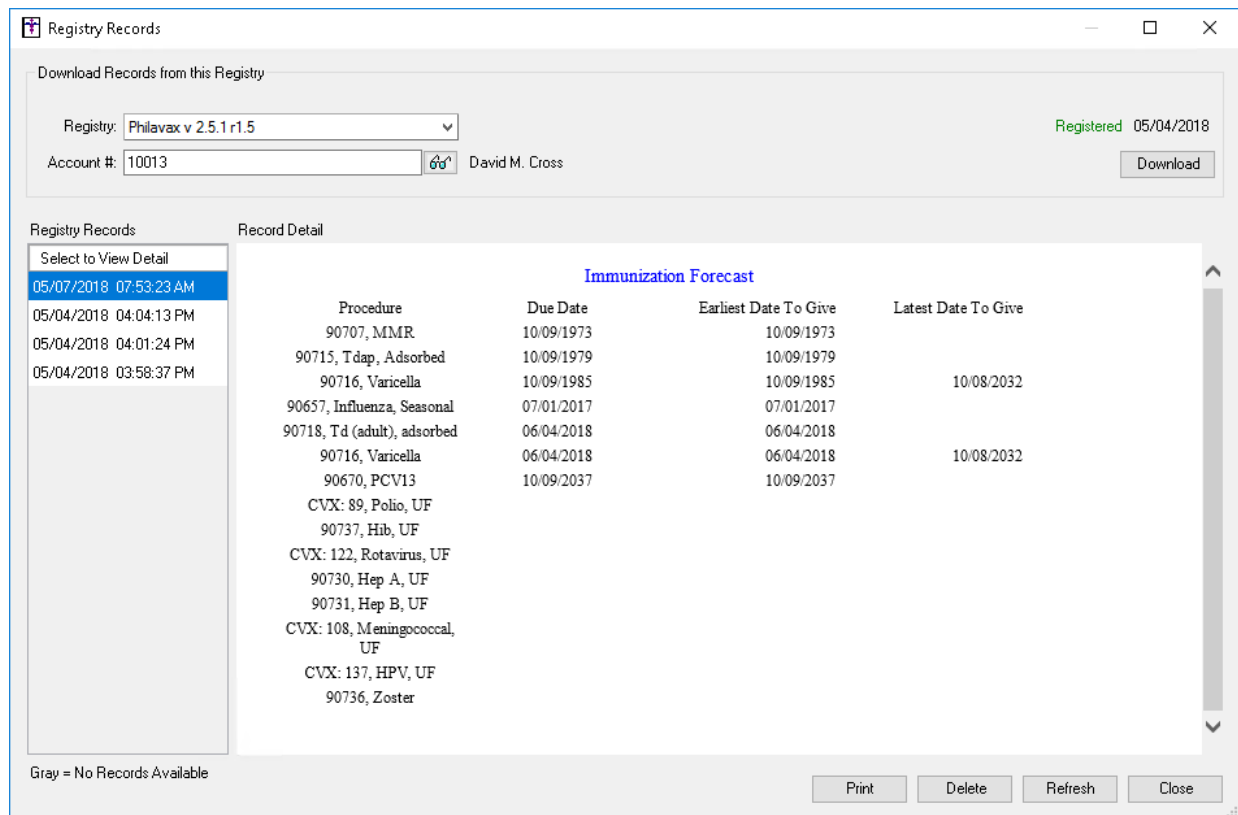 Registry Records
Download Records from this Registry
Registry: Philavax v 2.5.1 r1.5
Registered 05/04/2018
Account #: 10013 David M. Cross
Download
Registry Records
Record Detail
Select to View Detail
05/07/2018 07:53:23 AM
05/04/2018 04:04:13 PM
05/04/2018 04:01:24 PM
05/04/2018 03:58:37 PM
Immunization Forecast
Procedure Due Date Earliest Date To Give Latest Date To Give
90707, MMR 10/09/1973 10/09/1973
90715, Tdap, Adsorbed 10/09/1979 10/09/1979
90716, Varicella 10/09/1985 10/09/1985 10/08/2032
90657, Influenza, Seasonal 07/01/2017 07/01/2017
90718, Td (adult), adsorbed 06/04/2018 06/04/2018
90716, Varicella 06/04/2018 06/04/2018 10/08/2032
90670, PCV13 10/09/2037 10/09/2037
CVX: 89, Polio, UF
90737, Hib, UF
CVX: 122, Rotavirus, UF
90730, Hep A, UF
90731, Hep B, UF
CVX: 108, Meningococcal,
UF
CVX: 137, HPV, UF
90736, Zoster
Gray = No Records Available
Print Delete Refresh Close